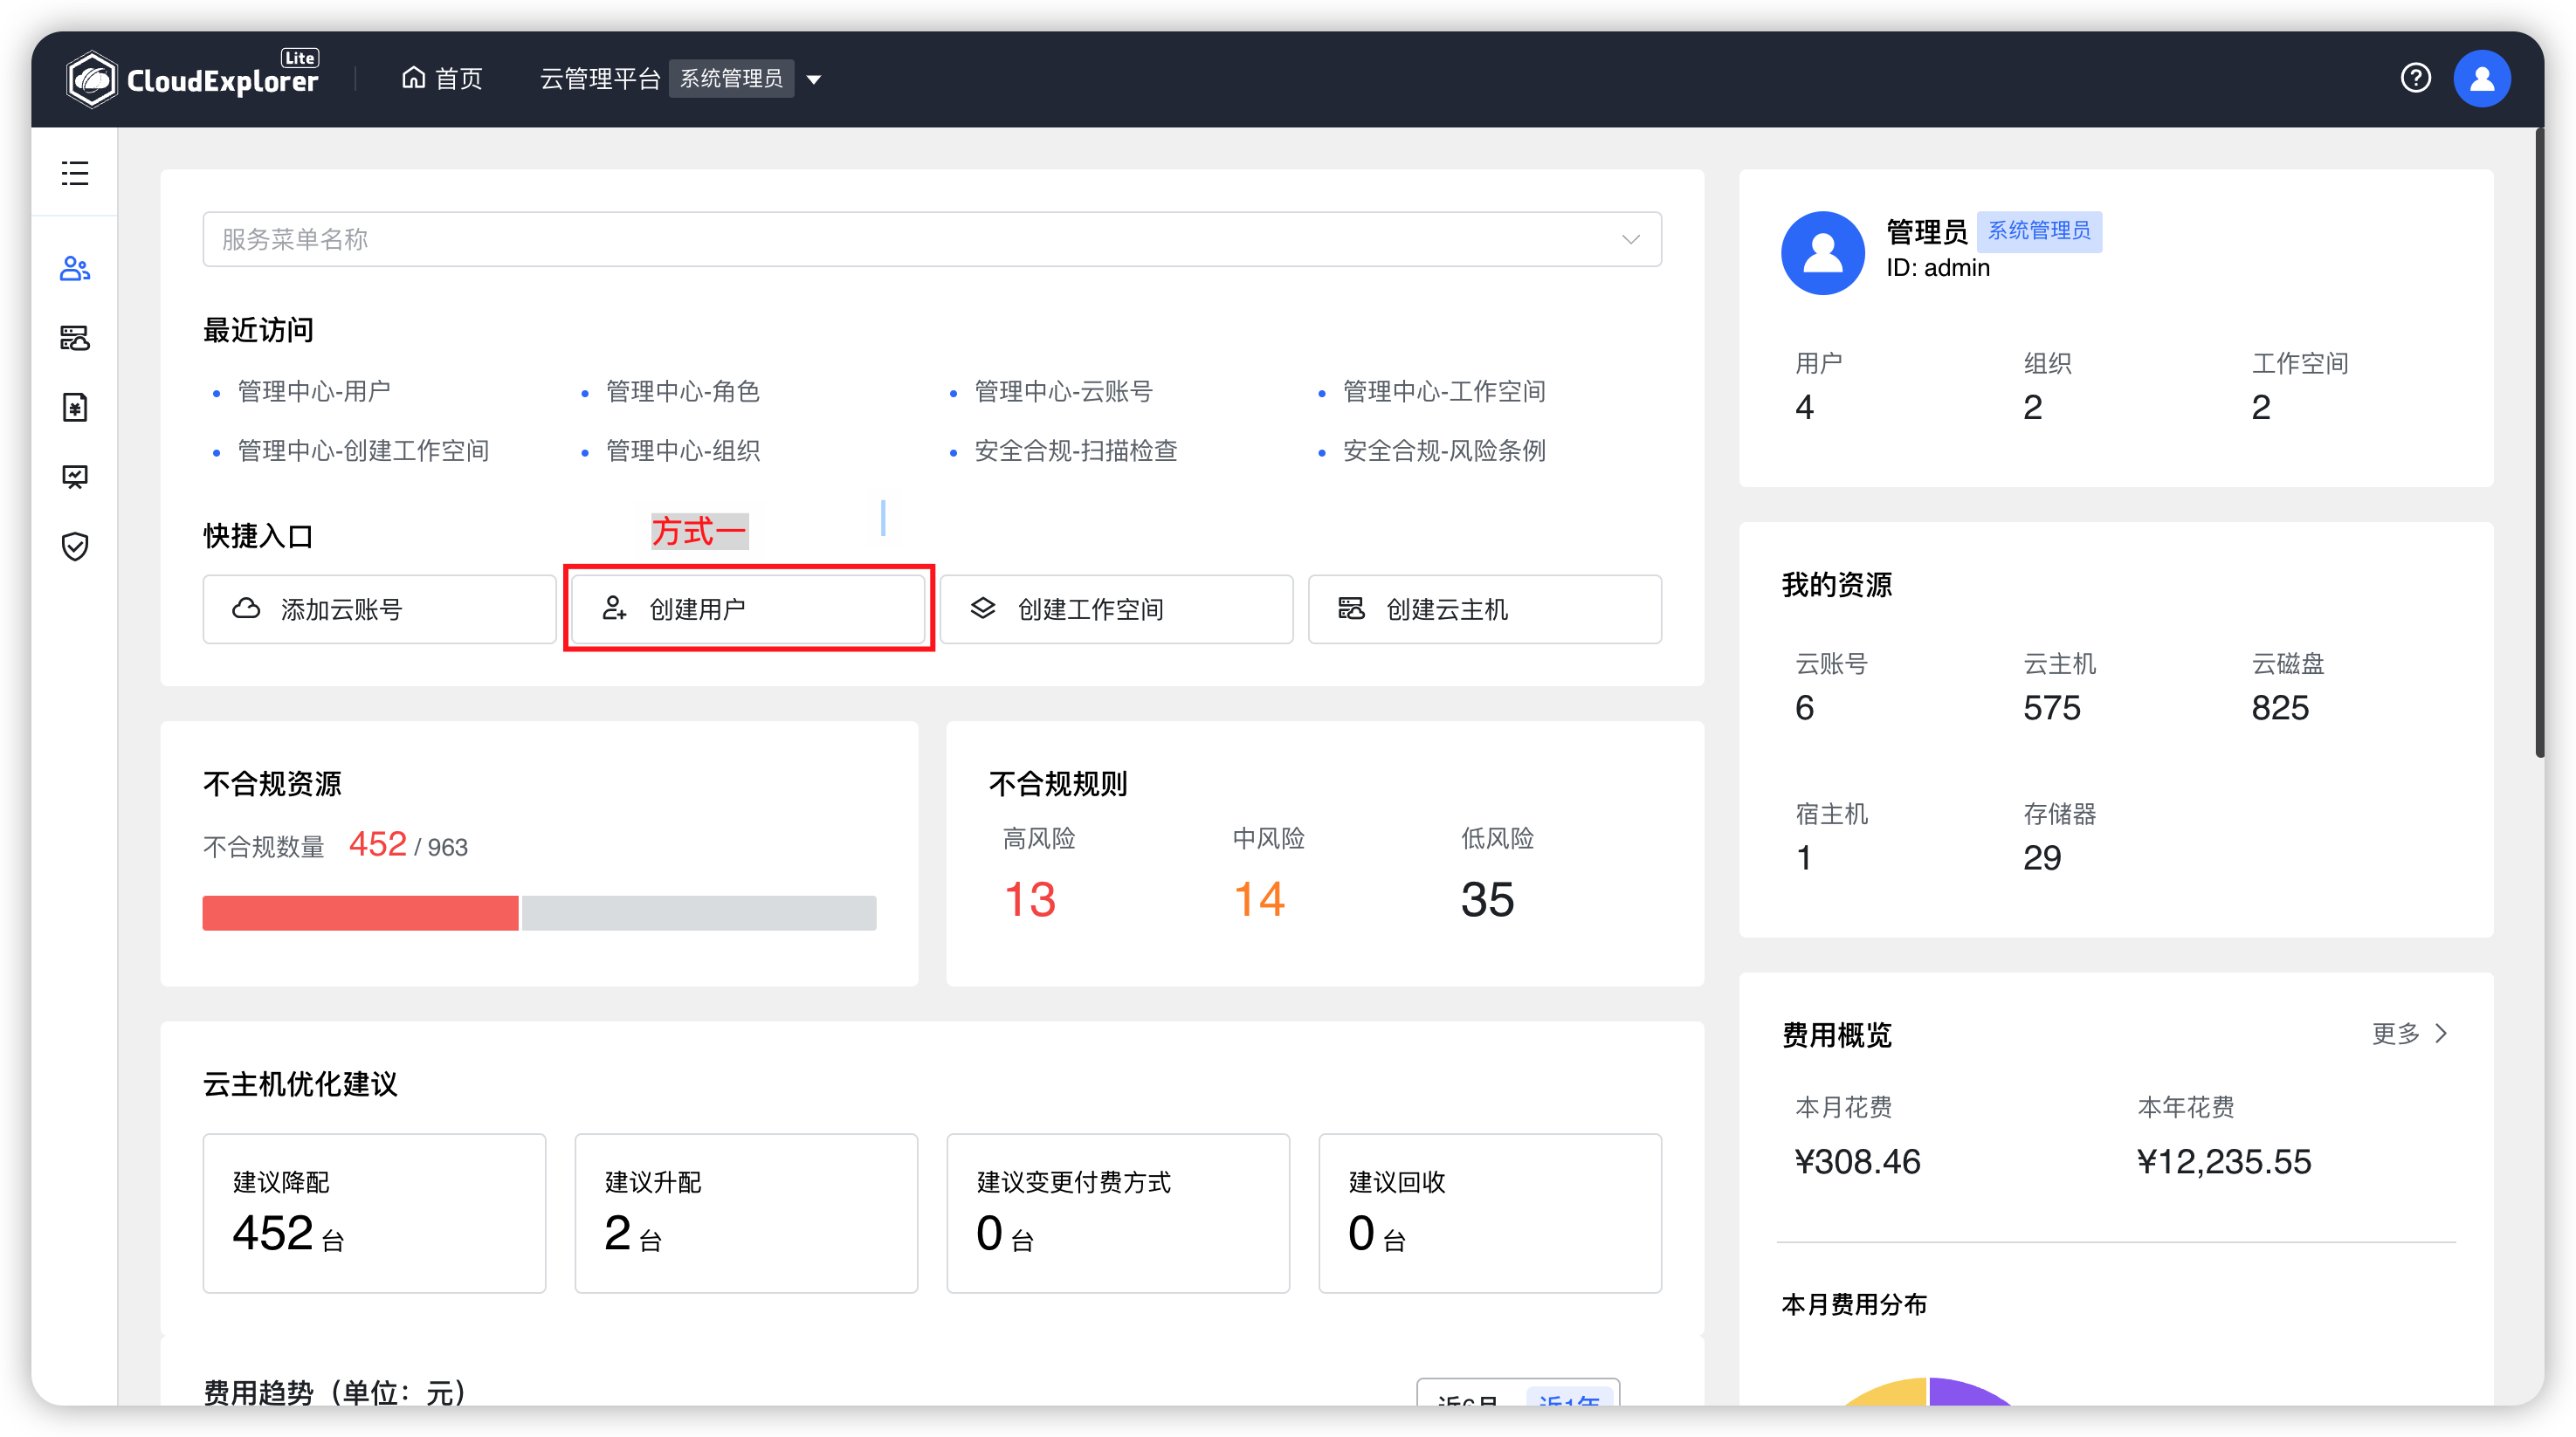 CloudExplorer Lite
首页
云管理平台 系统管理员
服务菜单名称
最近访问
管理中心-用户 管理中心-角色 管理中心-云账号 管理中心-工作空间
管理中心-创建工作空间 管理中心-组织 安全合规-扫描检查 安全合规-风险条例
方式一
快捷入口
添加云账号 创建用户 创建工作空间 创建云主机
不合规资源
不合规数量 452 / 963
不合规规则
高风险 中风险 低风险
13 14 35
云主机优化建议
建议降配 建议升配 建议变更付费方式 建议回收
452 台 2 台 0 台 0 台
费用趋势（单位：元）
近6月 近1年
管理员 系统管理员
ID: admin
用户 组织 工作空间
4 2 2
我的资源
云账号 云主机 云磁盘
6 575 825
宿主机 存储器
1 29
费用概览 更多
本月花费 本年花费
¥308.46 ¥12,235.55
本月费用分布